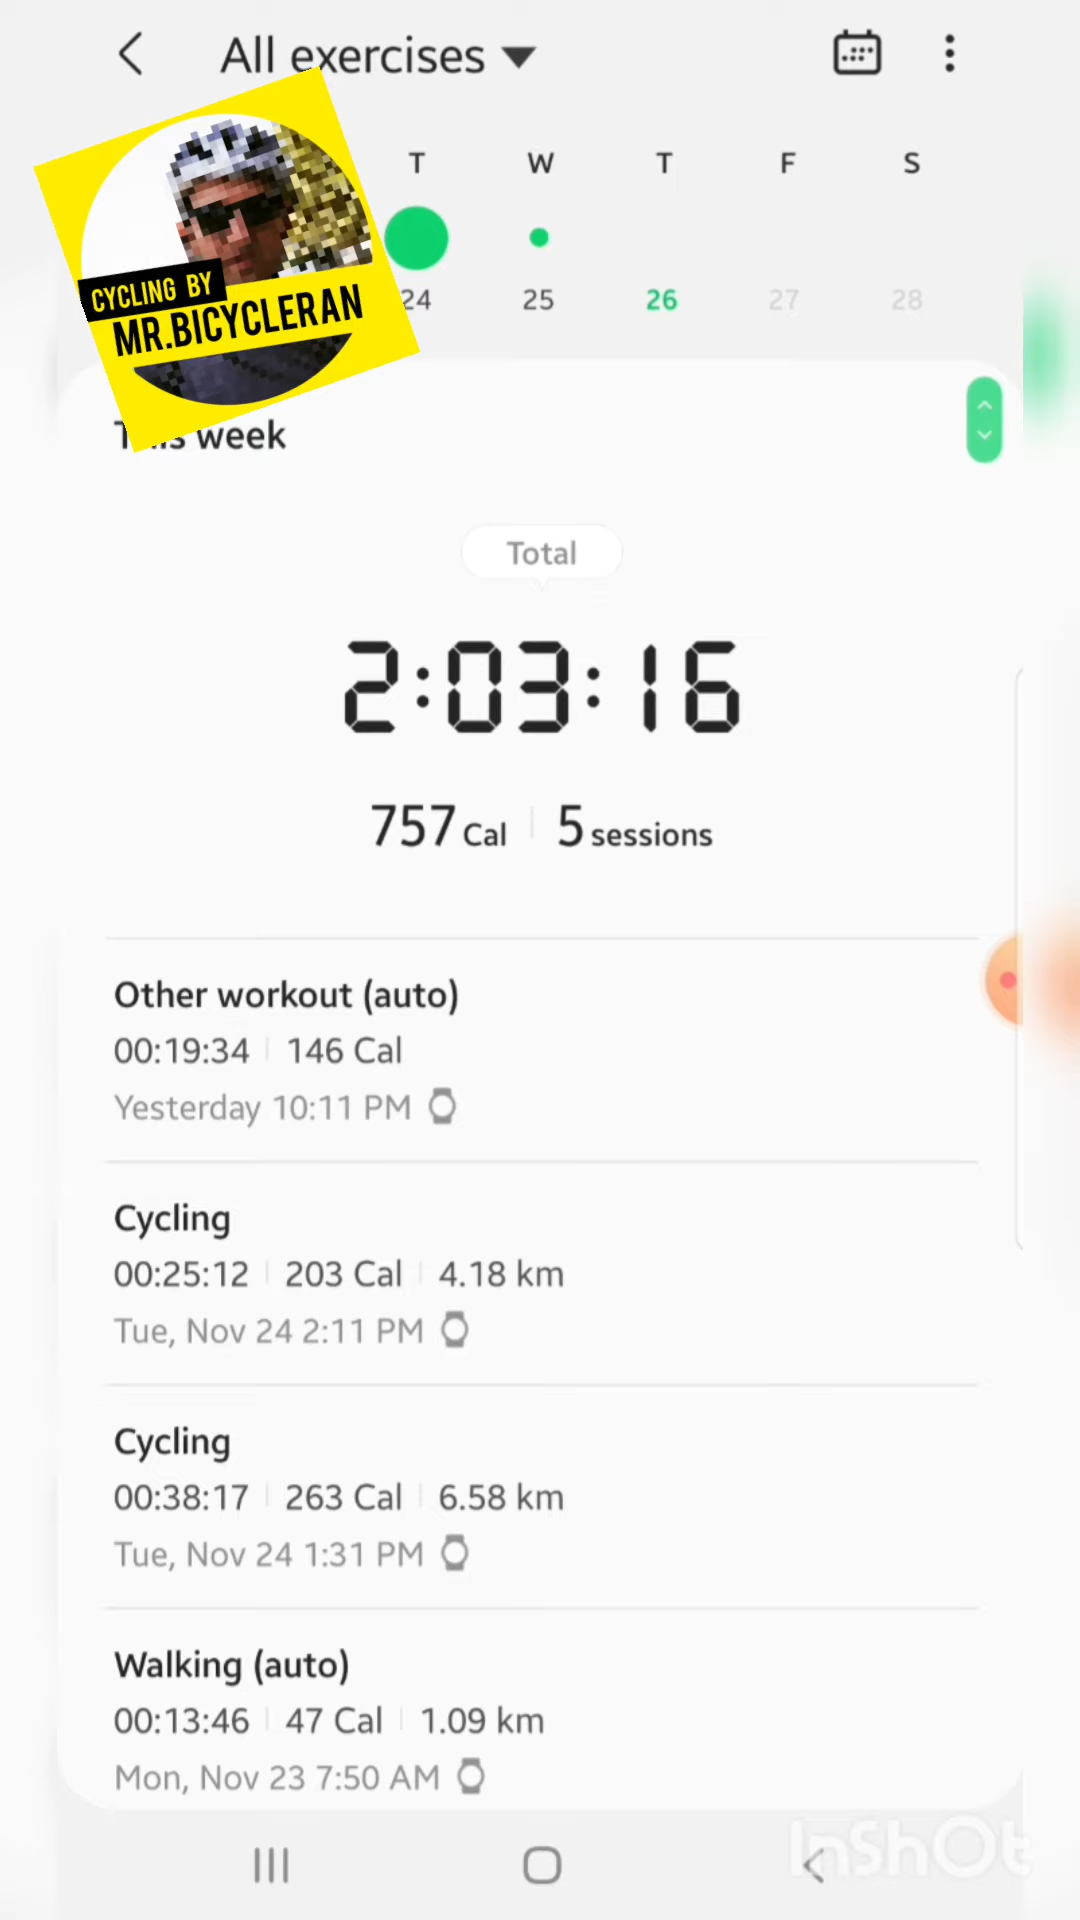 All exercises
T W T F S
24 25 26 27 28
CYCLING BY
MR.BICYCLERAN
This week
Total
2:03:16
757 Cal 5 sessions
Other workout (auto)
00:19:34 146 Cal
Yesterday 10:11 PM
Cycling
00:25:12 203 Cal 4.18 km
Tue, Nov 24 2:11 PM
Cycling
00:38:17 263 Cal 6.58 km
Tue, Nov 24 1:31 PM
Walking (auto)
00:13:46 47 Cal 1.09 km
Mon, Nov 23 7:50 AM
InShOt